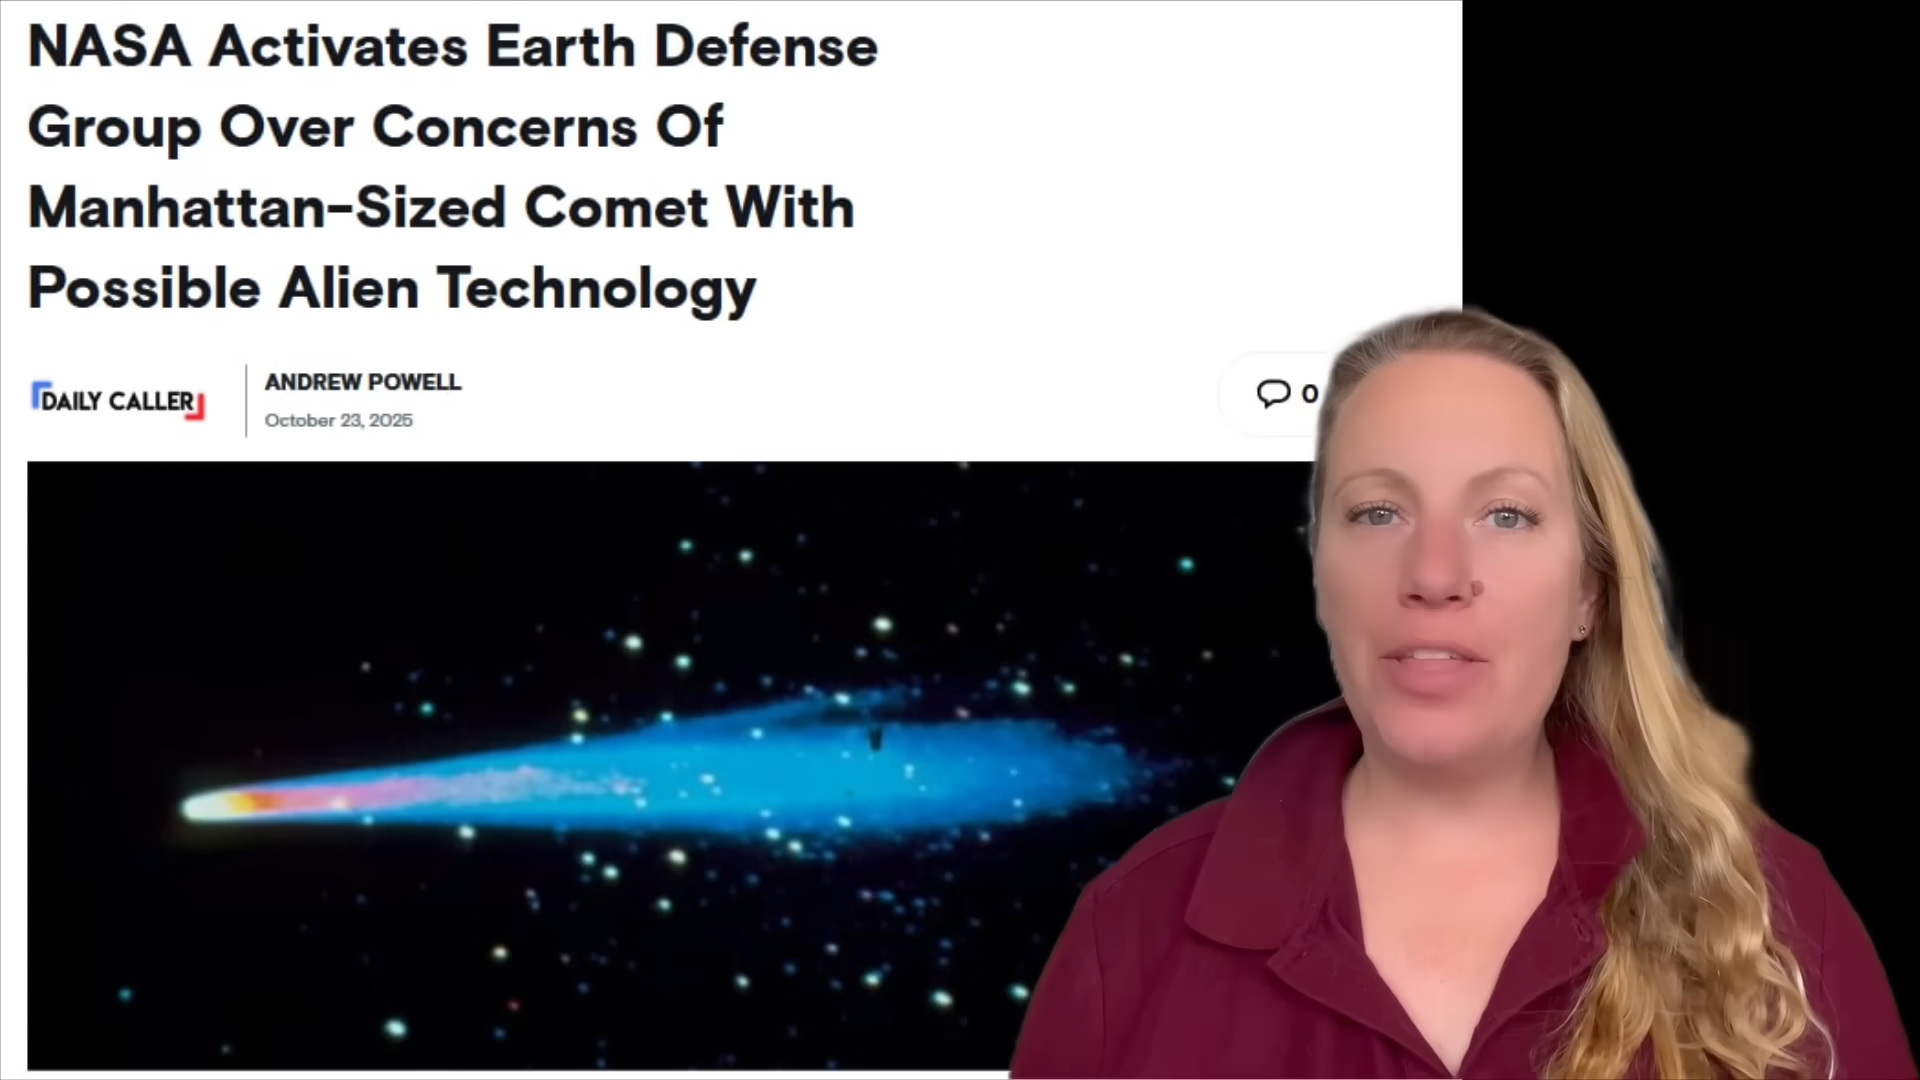 NASA Activates Earth Defense
Group Over Concerns Of
Manhattan-Sized Comet With
Possible Alien Technology
DAILY CALLER
ANDREW POWELL
October 23, 2025
0